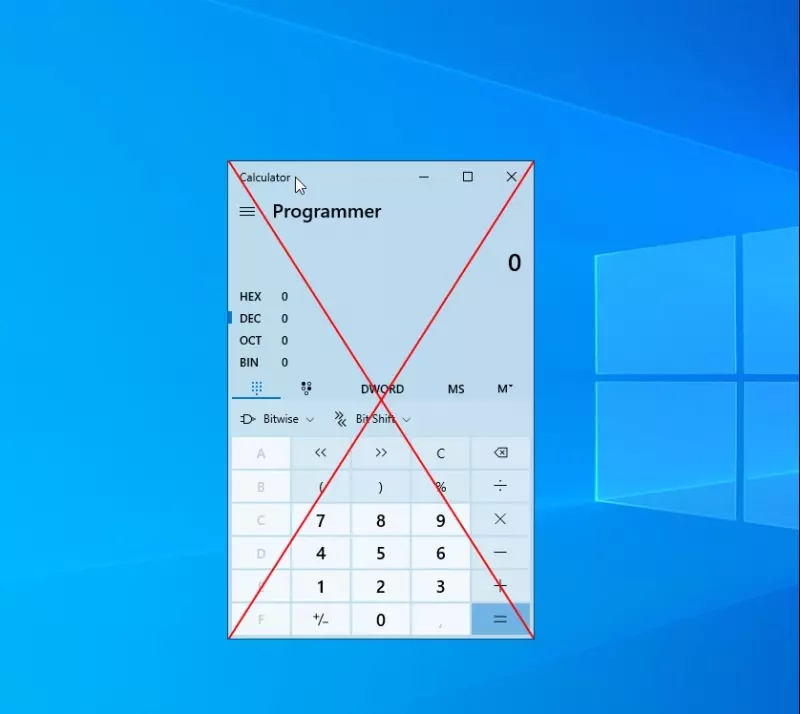 Calculator
Programmer
0
HEX 0
DEC 0
OCT 0
BIN 0
DWORD MS M
Bitwise Bit Shift
A << >> C
B ( ) % ÷
C 7 8 9 ×
D 4 5 6 −
E 1 2 3 +
F +/− 0 , =